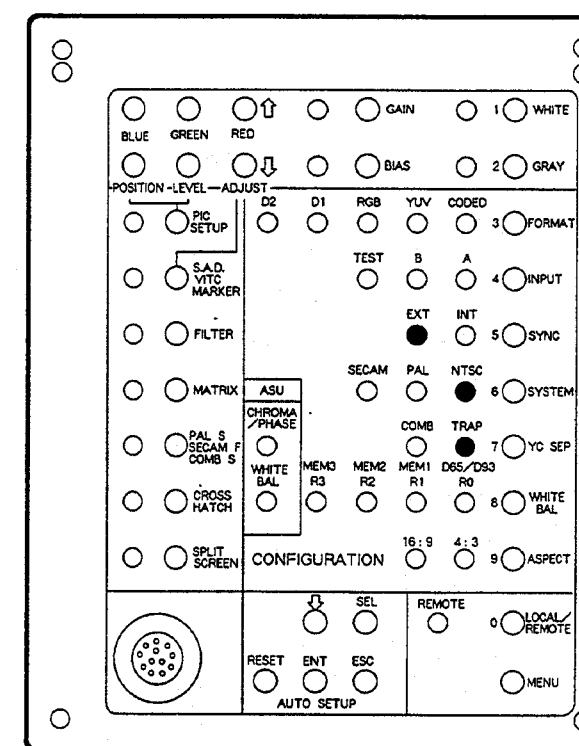 GAIN 1 WHITE
BLUE GREEN RED
BIAS 2 GRAY
POSITION LEVEL ADJUST
D2 D1 RGB YUV CODED
PIC
SETUP
3 FORMAT
TEST B A
S.A.D.
VITC
MARKER
4 INPUT
EXT INT
FILTER
5 SYNC
SECAM PAL NTSC
MATRIX ASU 6 SYSTEM
CHROMA
/PHASE
COMB TRAP
PAL S
SECAM F
COMB S
7 YC SEP
WHITE
BAL
MEM3 MEM2 MEM1 D65/D93
R3 R2 R1 R0
CROSS
HATCH
8 WHITE
BAL
16:9 4:3
SPLIT
SCREEN
CONFIGURATION
9 ASPECT
SEL REMOTE
0 LOCAL/
REMOTE
RESET ENT ESC
MENU
AUTO SETUP